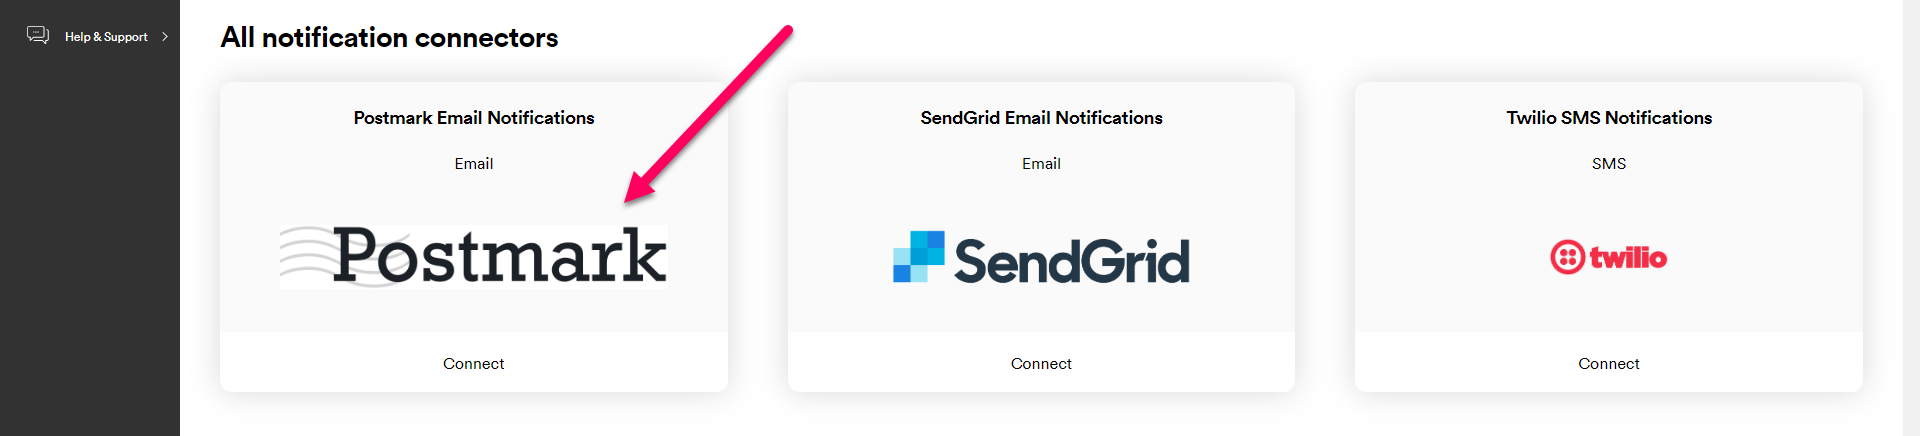 Help & Support
All notification connectors
Postmark Email Notifications
Email
Postmark
Connect
SendGrid Email Notifications
Email
SendGrid
Connect
Twilio SMS Notifications
SMS
twilio
Connect